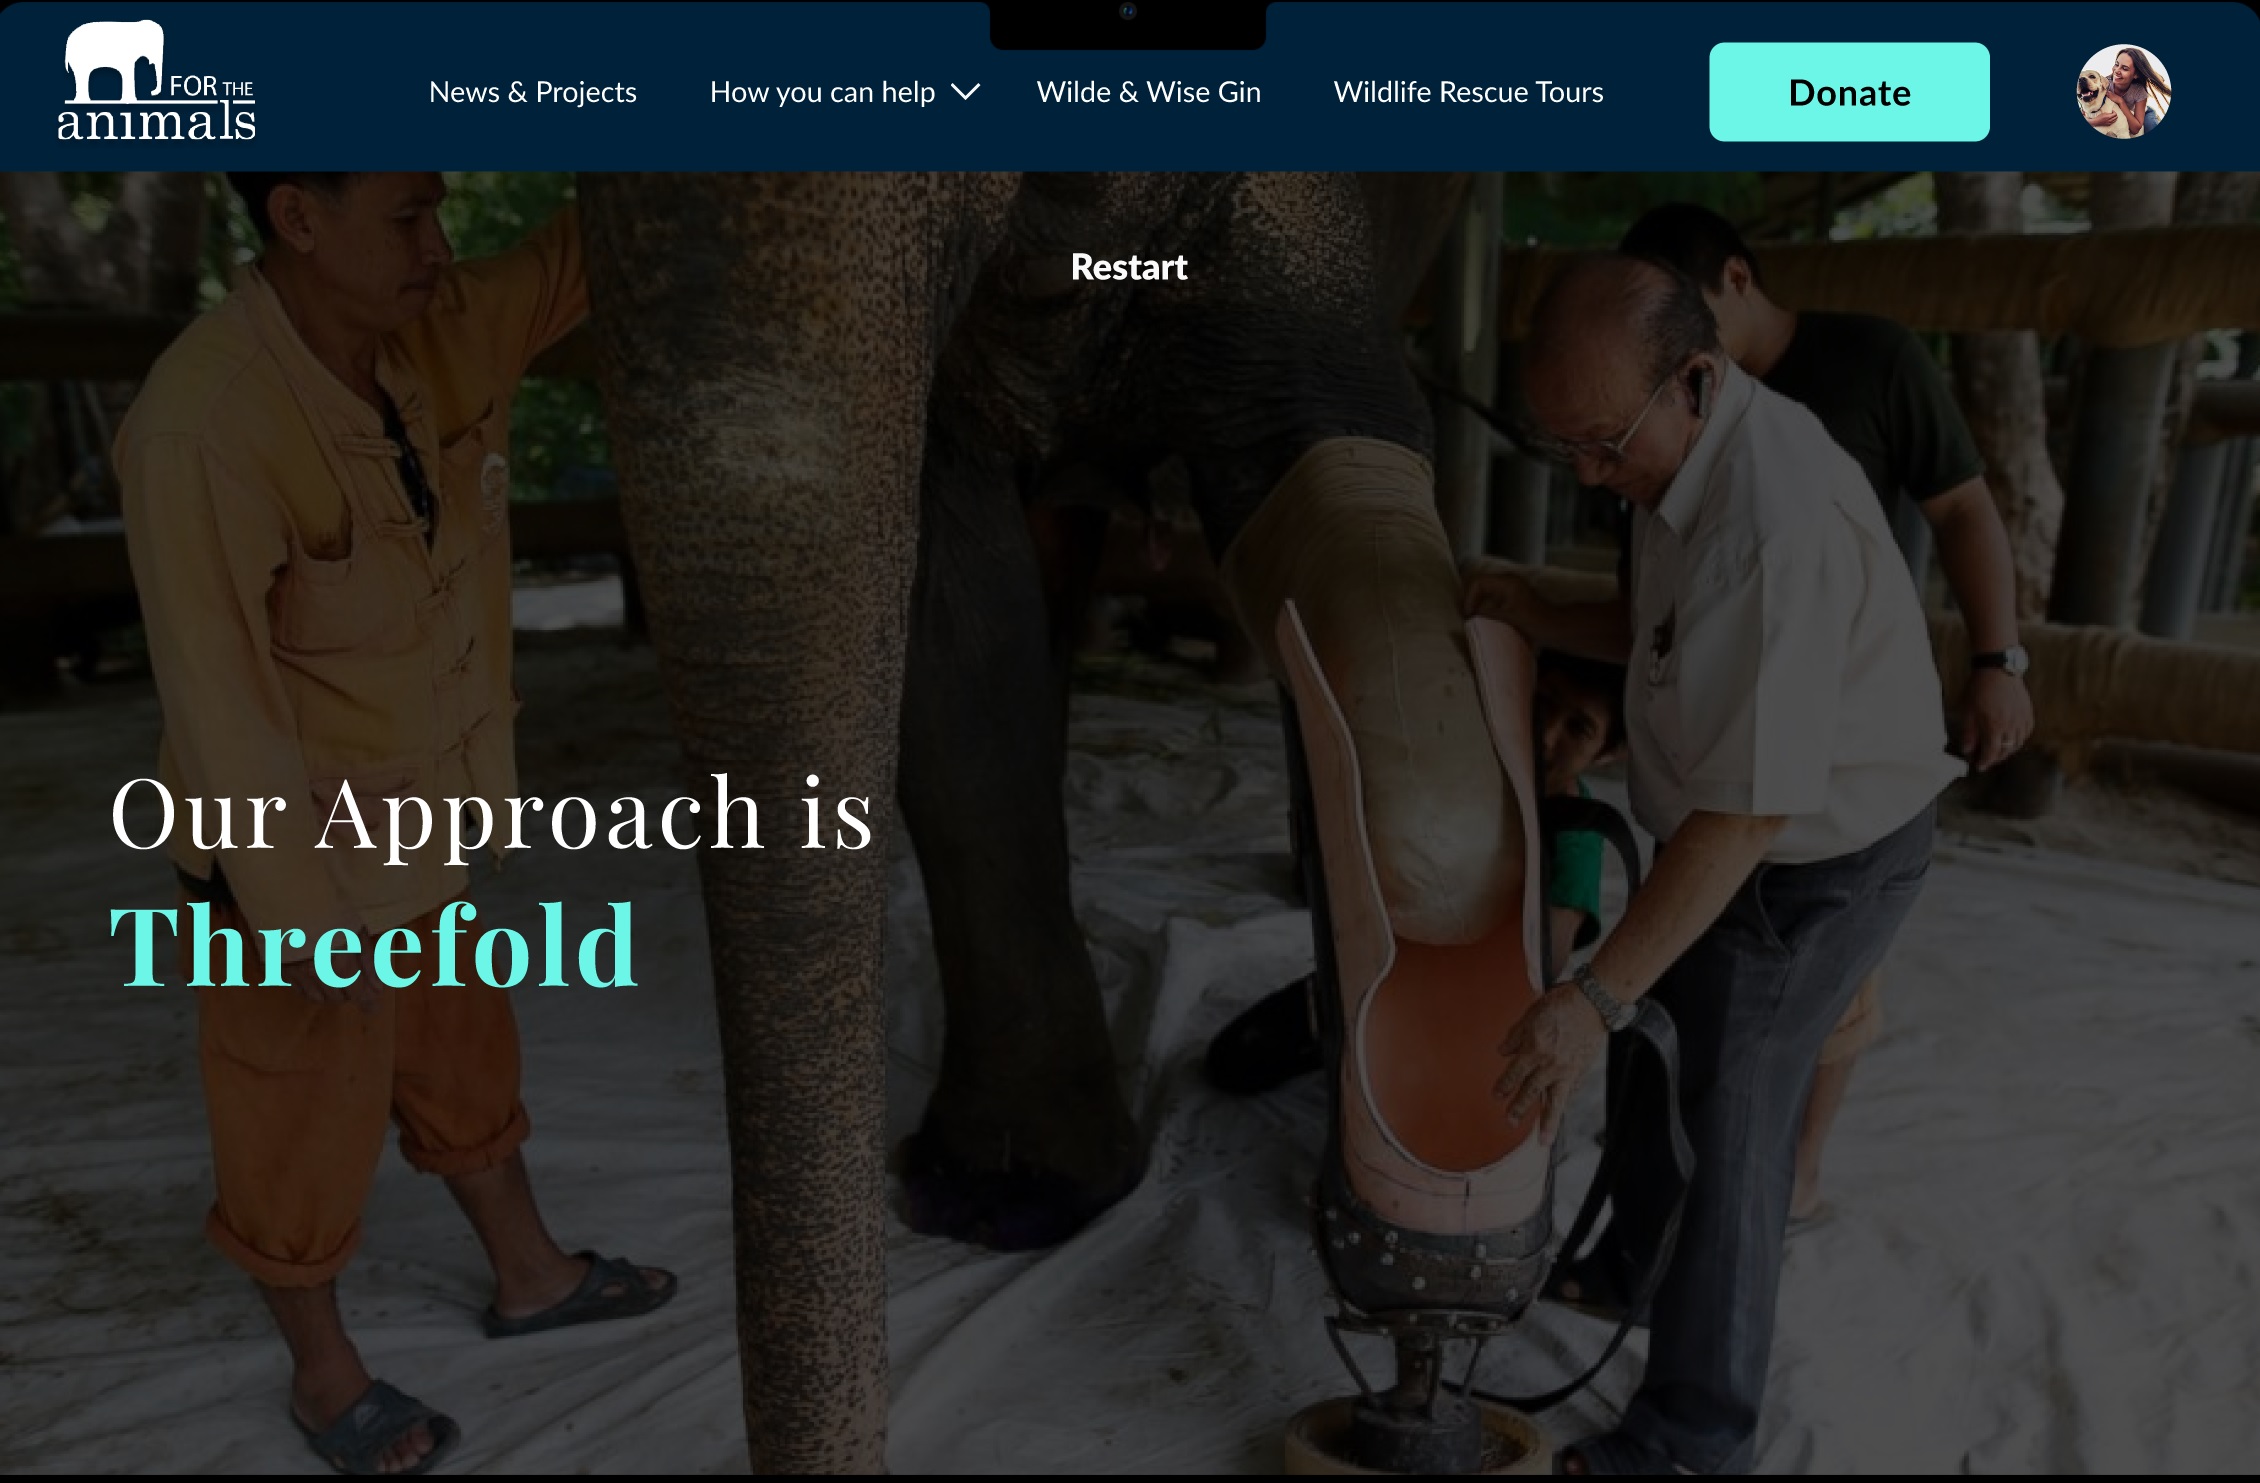 FOR THE
animals
News & Projects
How you can help
Wilde & Wise Gin
Wildlife Rescue Tours
Donate
Restart
Our Approach is
Threefold